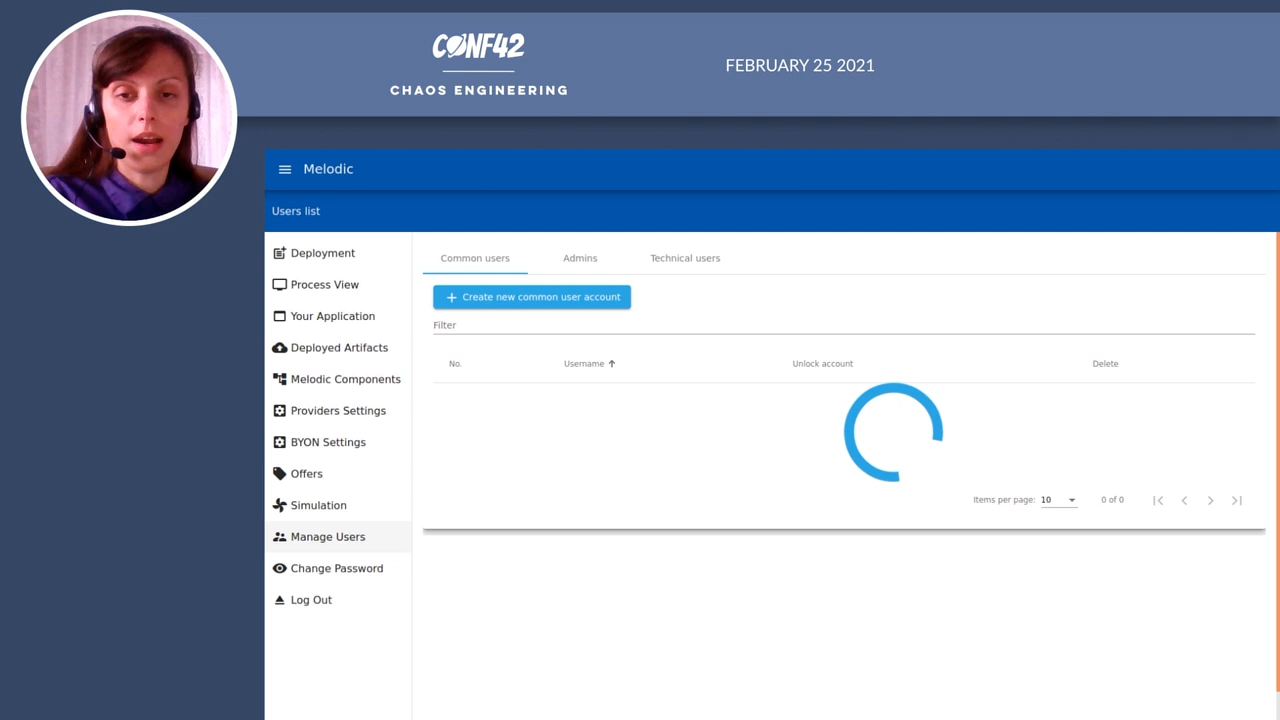 CONF42
CHAOS ENGINEERING
FEBRUARY 25 2021
Melodic
Users list
Deployment
Process View
Your Application
Deployed Artifacts
Melodic Components
Providers Settings
BYON Settings
Offers
Simulation
Manage Users
Change Password
Log Out
Common users Admins Technical users
Create new common user account
Filter
No. Username Unlock account Delete
Items per page: 10 0 of 0